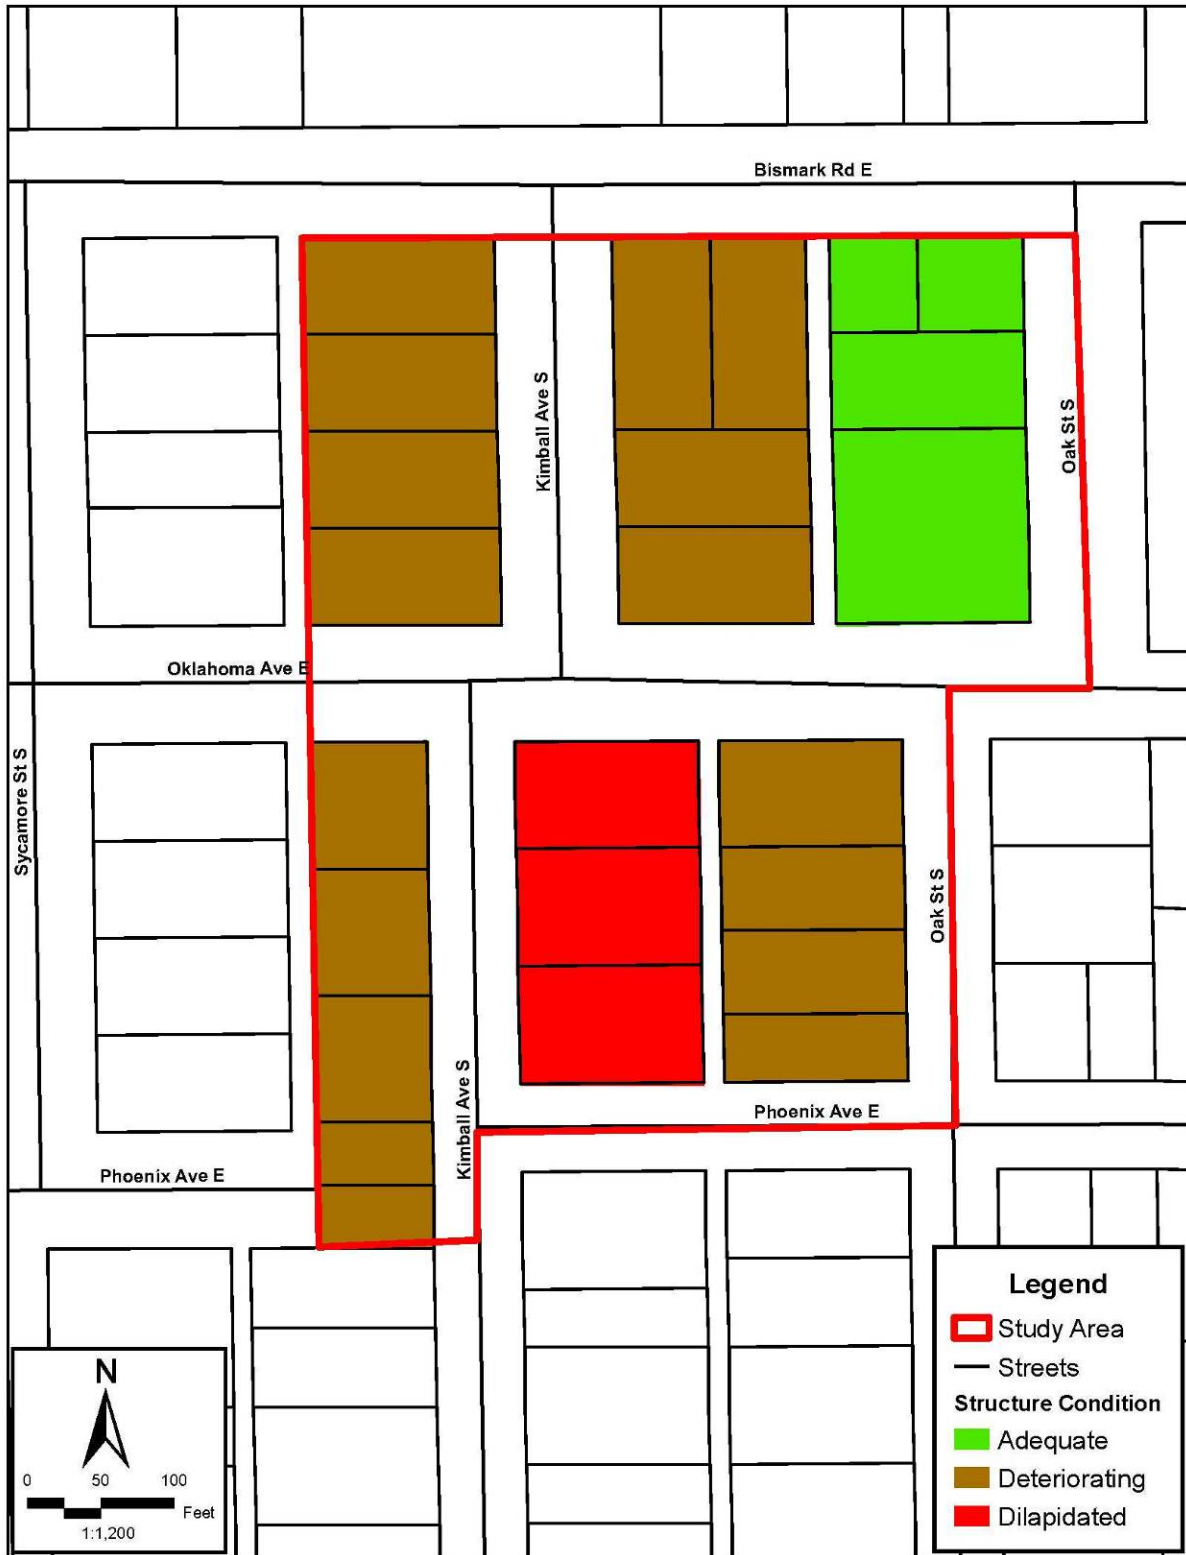 Bismark Rd E
Kimball Ave S
Oak St S
Oklahoma Ave E
Sycamore St S
Oak St S
Kimball Ave S
Phoenix Ave E
Phoenix Ave E
Legend
Study Area
Streets
Structure Condition
Adequate
Deteriorating
Dilapidated
N
0 50 100
Feet
1:1,200